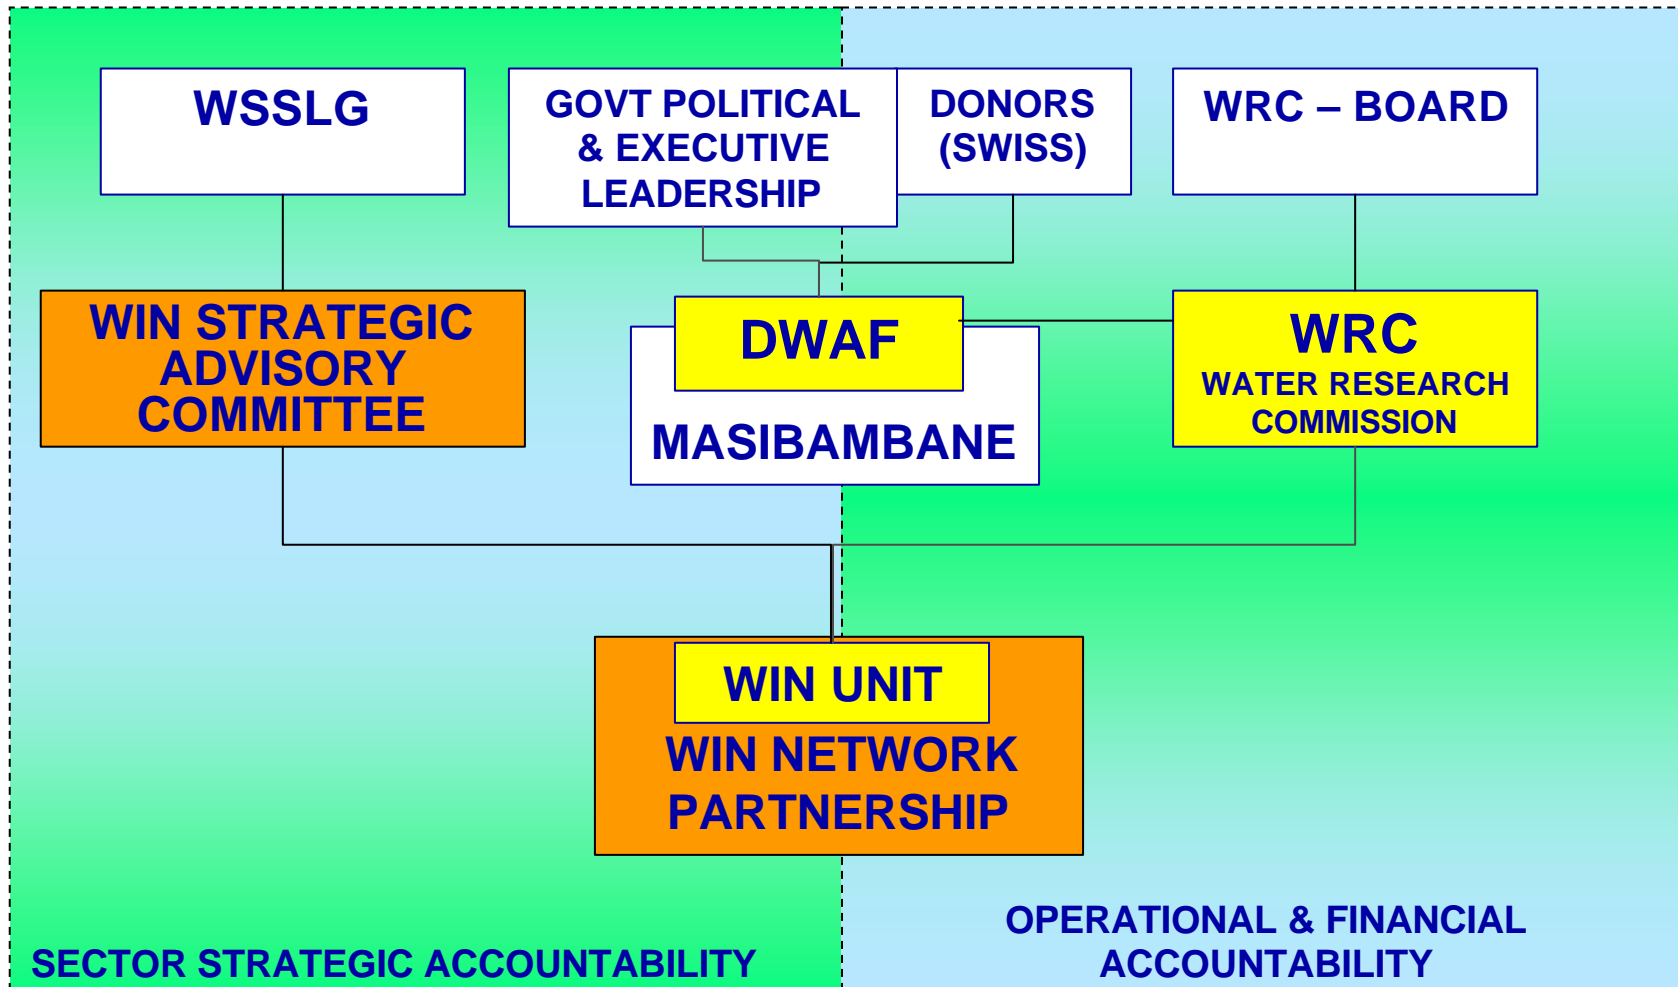 WSSLG
GOVT POLITICAL
& EXECUTIVE
LEADERSHIP
DONORS
(SWISS)
WRC – BOARD
WIN STRATEGIC
ADVISORY
COMMITTEE
DWAF
MASIBAMBANE
WRC
WATER RESEARCH
COMMISSION
WIN UNIT
WIN NETWORK
PARTNERSHIP
SECTOR STRATEGIC ACCOUNTABILITY
OPERATIONAL & FINANCIAL
ACCOUNTABILITY